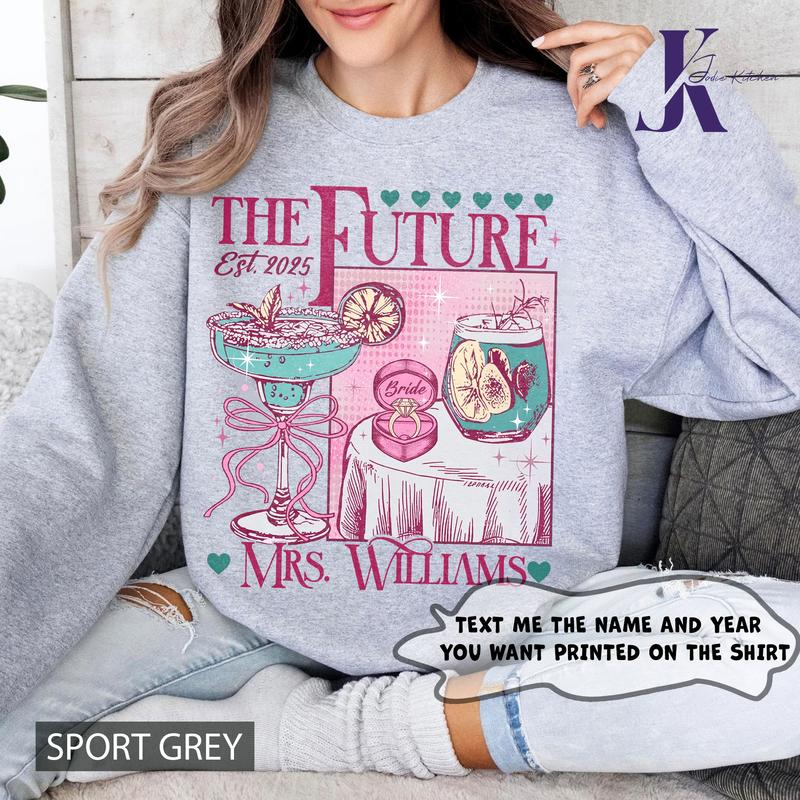 JK
Jodie Kitchen
THE FUTURE
Est. 2025
Bride
MRS. WILLIAMS
TEXT ME THE NAME AND YEAR
YOU WANT PRINTED ON THE SHIRT
SPORT GREY